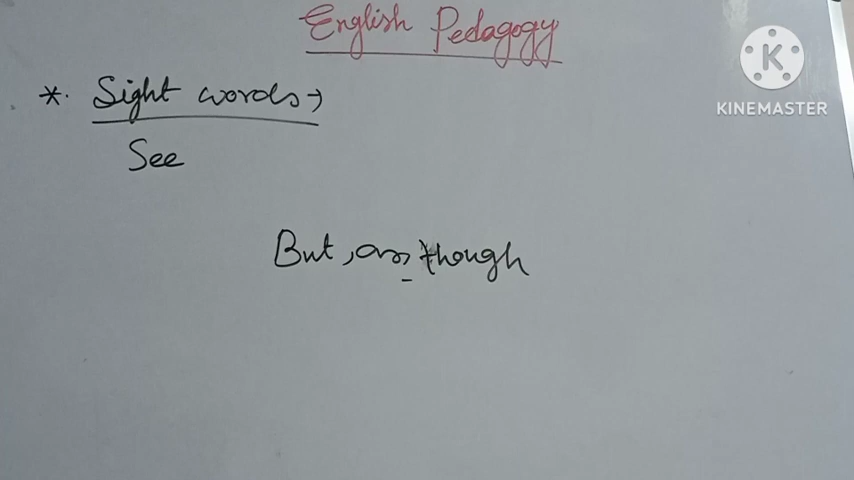 English Pedagogy
*. Sight words →
See
But, as, though
K
KINEMASTER